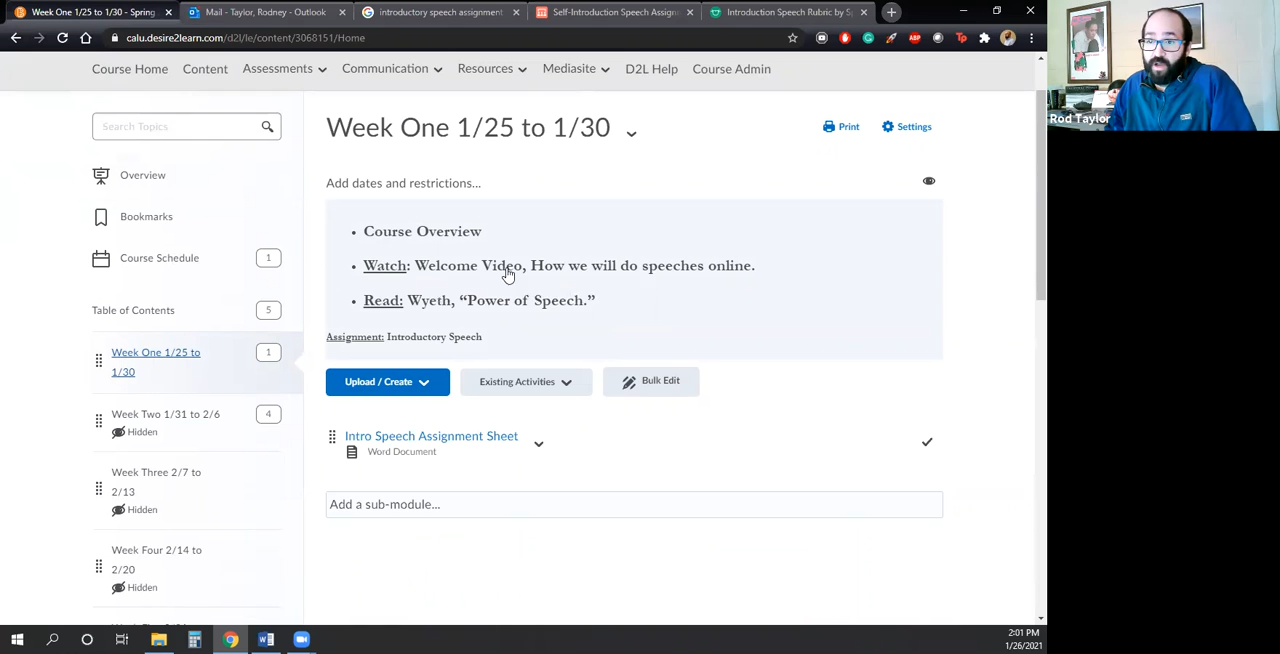 Week One 1/25 to 1/30 - Spring
Mail - Taylor, Rodney - Outlook
introductory speech assignment
Self-Introduction Speech Assign
Introduction Speech Rubric by S
calu.desire2learn.com/d2l/le/content/3068151/Home
Course Home
Content
Assessments
Communication
Resources
Mediasite
D2L Help
Course Admin
Rod Taylor
Search Topics
Overview
Bookmarks
Course Schedule
1
Table of Contents
5
Week One 1/25 to
1/30
1
Week Two 1/31 to 2/6
4
Hidden
Week Three 2/7 to
2/13
Hidden
Week Four 2/14 to
2/20
Hidden
Week One 1/25 to 1/30
Print
Settings
Add dates and restrictions...
• Course Overview
• Watch: Welcome Video, How we will do speeches online.
• Read: Wyeth, “Power of Speech.”
Assignment: Introductory Speech
Upload / Create
Existing Activities
Bulk Edit
Intro Speech Assignment Sheet
Word Document
Add a sub-module...
2:01 PM
1/26/2021